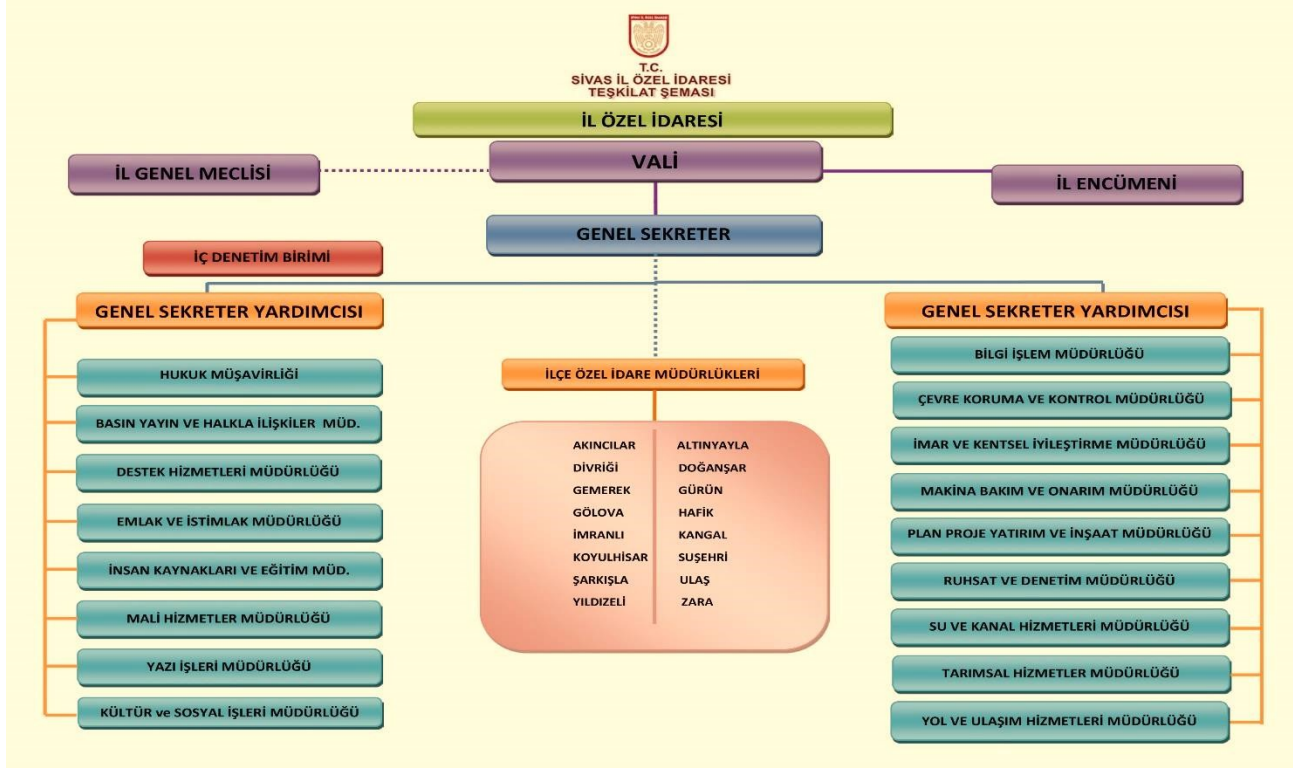 T.C.
SİVAS İL ÖZEL İDARESİ
TEŞKİLAT ŞEMASI
İL ÖZEL İDARESİ
İL GENEL MECLİSİ
VALİ
İL ENCÜMENİ
GENEL SEKRETER
İÇ DENETİM BİRİMİ
GENEL SEKRETER YARDIMCISI
HUKUK MÜŞAVİRLİĞİ
BASIN YAYIN VE HALKLA İLİŞKİLER MÜD.
DESTEK HİZMETLERİ MÜDÜRLÜĞÜ
EMLAK VE İSTİMLAK MÜDÜRLÜĞÜ
İNSAN KAYNAKLARI VE EĞİTİM MÜD.
MALİ HİZMETLER MÜDÜRLÜĞÜ
YAZI İŞLERİ MÜDÜRLÜĞÜ
KÜLTÜR ve SOSYAL İŞLERİ MÜDÜRLÜĞÜ
İLÇE ÖZEL İDARE MÜDÜRLÜKLERİ
AKINCILAR ALTINYAYLA
DİVRİĞİ DOĞANŞAR
GEMEREK GÜRÜN
GÖLOVA HAFİK
İMRANLI KANGAL
KOYULHİSAR SUŞEHRİ
ŞARKIŞLA ULAŞ
YILDIZELİ ZARA
GENEL SEKRETER YARDIMCISI
BİLGİ İŞLEM MÜDÜRLÜĞÜ
ÇEVRE KORUMA VE KONTROL MÜDÜRLÜĞÜ
İMAR VE KENTSEL İYİLEŞTİRME MÜDÜRLÜĞÜ
MAKİNA BAKIM VE ONARIM MÜDÜRLÜĞÜ
PLAN PROJE YATIRIM VE İNŞAAT MÜDÜRLÜĞÜ
RUHSAT VE DENETİM MÜDÜRLÜĞÜ
SU VE KANAL HİZMETLERİ MÜDÜRLÜĞÜ
TARIMSAL HİZMETLER MÜDÜRLÜĞÜ
YOL VE ULAŞIM HİZMETLERİ MÜDÜRLÜĞÜ